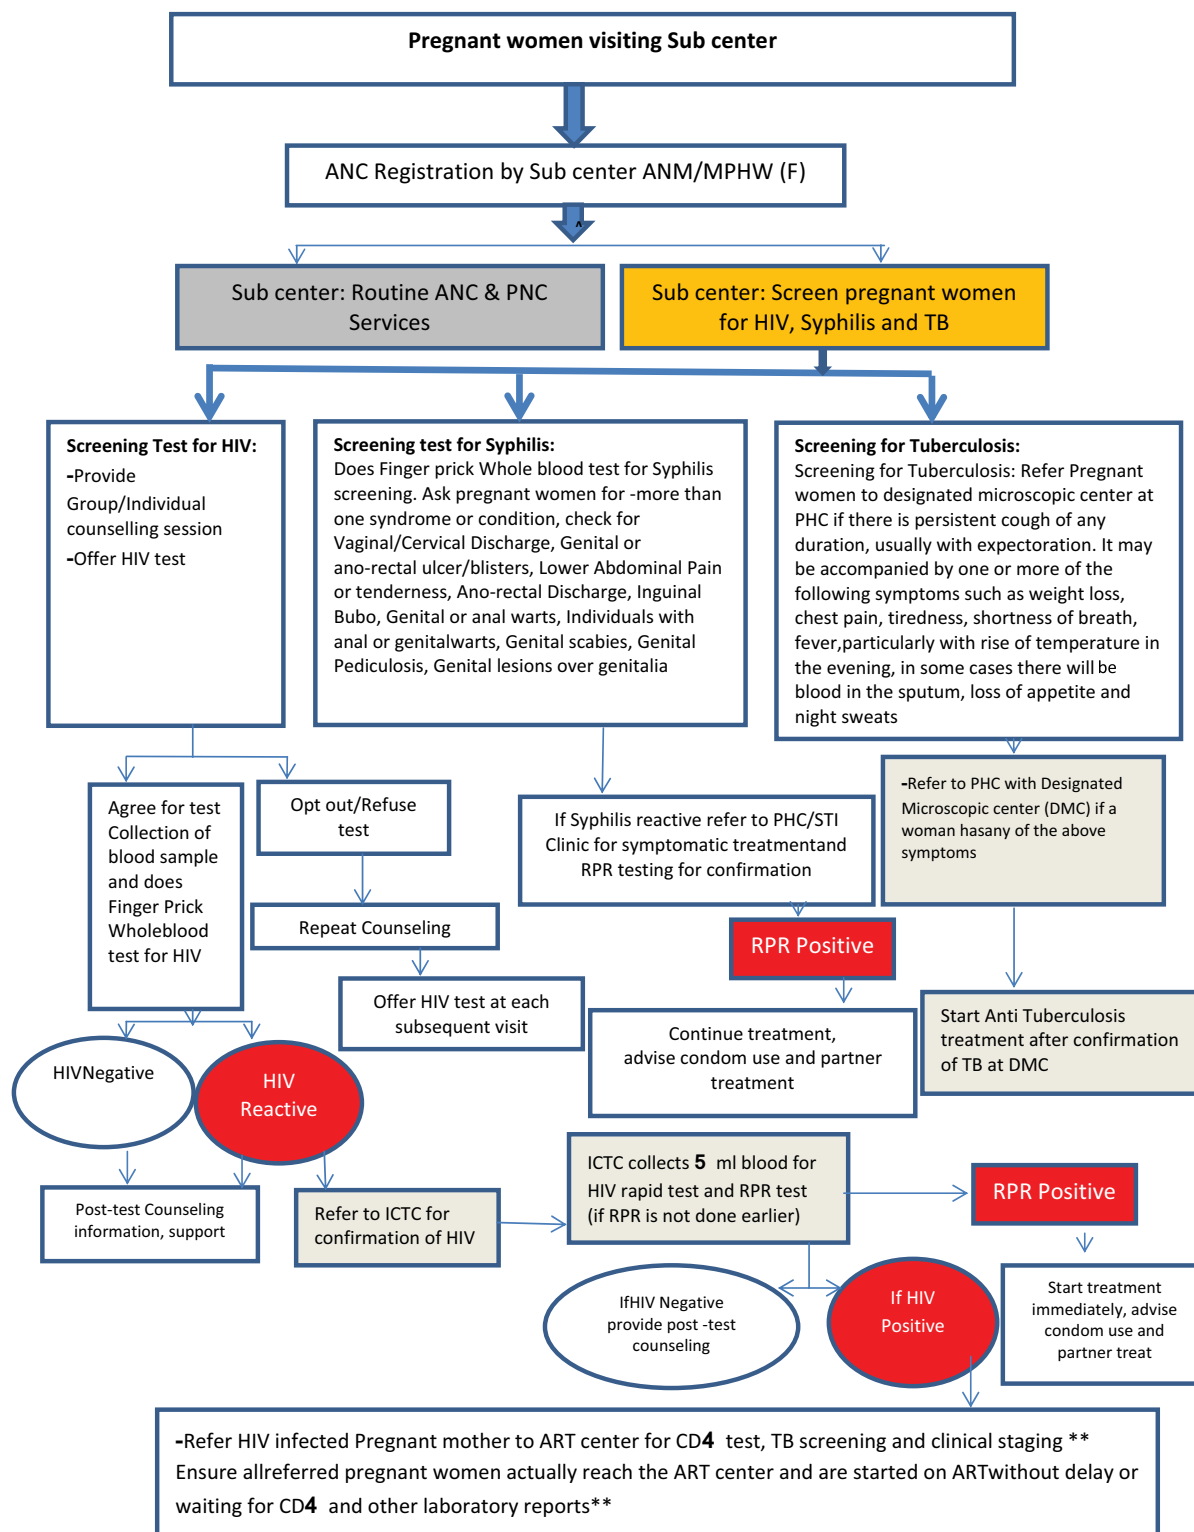 Pregnant women visiting Sub center
ANC Registration by Sub center ANM/MPHW (F)
^
Sub center: Routine ANC & PNC
Services
Sub center: Screen pregnant women
for HIV, Syphilis and TB
Screening Test for HIV:
-Provide
Group/Individual
counselling session
-Offer HIV test
Screening test for Syphilis:
Does Finger prick Whole blood test for Syphilis
screening. Ask pregnant women for -more than
one syndrome or condition, check for
Vaginal/Cervical Discharge, Genital or
ano-rectal ulcer/blisters, Lower Abdominal Pain
or tenderness, Ano-rectal Discharge, Inguinal
Bubo, Genital or anal warts, Individuals with
anal or genitalwarts, Genital scabies, Genital
Pediculosis, Genital lesions over genitalia
Screening for Tuberculosis:
Screening for Tuberculosis: Refer Pregnant
women to designated microscopic center at
PHC if there is persistent cough of any
duration, usually with expectoration. It may
be accompanied by one or more of the
following symptoms such as weight loss,
chest pain, tiredness, shortness of breath,
fever,particularly with rise of temperature in
the evening, in some cases there will be
blood in the sputum, loss of appetite and
night sweats
Agree for test
Collection of
blood sample
and does
Finger Prick
Wholeblood
test for HIV
Opt out/Refuse
test
Repeat Counseling
Offer HIV test at each
subsequent visit
If Syphilis reactive refer to PHC/STI
Clinic for symptomatic treatmentand
RPR testing for confirmation
RPR Positive
Continue treatment,
advise condom use and partner
treatment
-Refer to PHC with Designated
Microscopic center (DMC) if a
woman hasany of the above
symptoms
Start Anti Tuberculosis
treatment after confirmation
of TB at DMC
HIVNegative
HIV
Reactive
Post-test Counseling
information, support
Refer to ICTC for
confirmation of HIV
ICTC collects 5 ml blood for
HIV rapid test and RPR test
(if RPR is not done earlier)
RPR Positive
IfHIV Negative
provide post -test
counseling
If HIV
Positive
Start treatment
immediately, advise
condom use and
partner treat
-Refer HIV infected Pregnant mother to ART center for CD4 test, TB screening and clinical staging **
Ensure allreferred pregnant women actually reach the ART center and are started on ARTwithout delay or
waiting for CD4 and other laboratory reports**